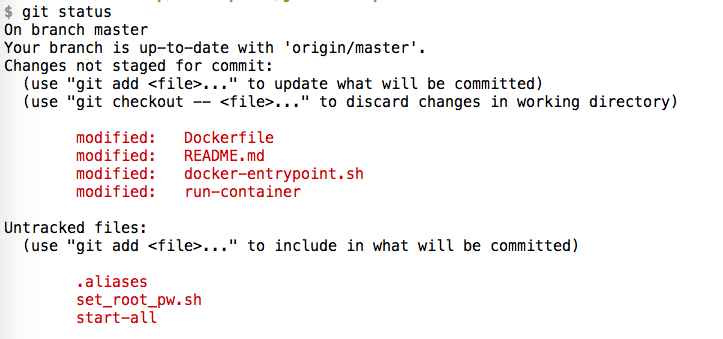 $ git status
On branch master
Your branch is up-to-date with 'origin/master'.
Changes not staged for commit:
  (use "git add <file>..." to update what will be committed)
  (use "git checkout -- <file>..." to discard changes in working directory)
        modified:   Dockerfile
        modified:   README.md
        modified:   docker-entrypoint.sh
        modified:   run-container
Untracked files:
  (use "git add <file>..." to include in what will be committed)
        .aliases
        set_root_pw.sh
        start-all